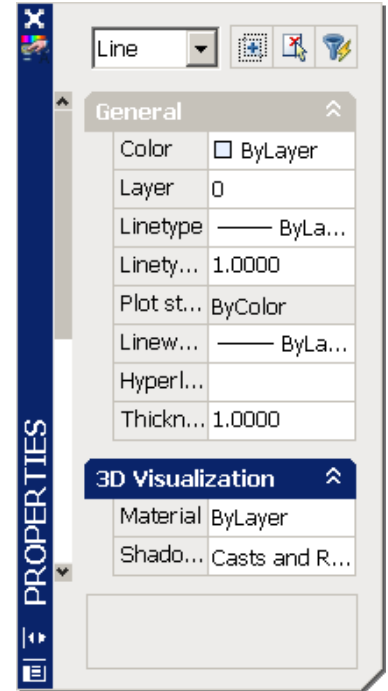 Line
General
Color ByLayer
Layer 0
Linetype ByLa...
Linety... 1.0000
Plot st... ByColor
Linew... ByLa...
Hyperl...
Thickn... 1.0000
3D Visualization
Material ByLayer
Shado... Casts and R...
PROPERTIES